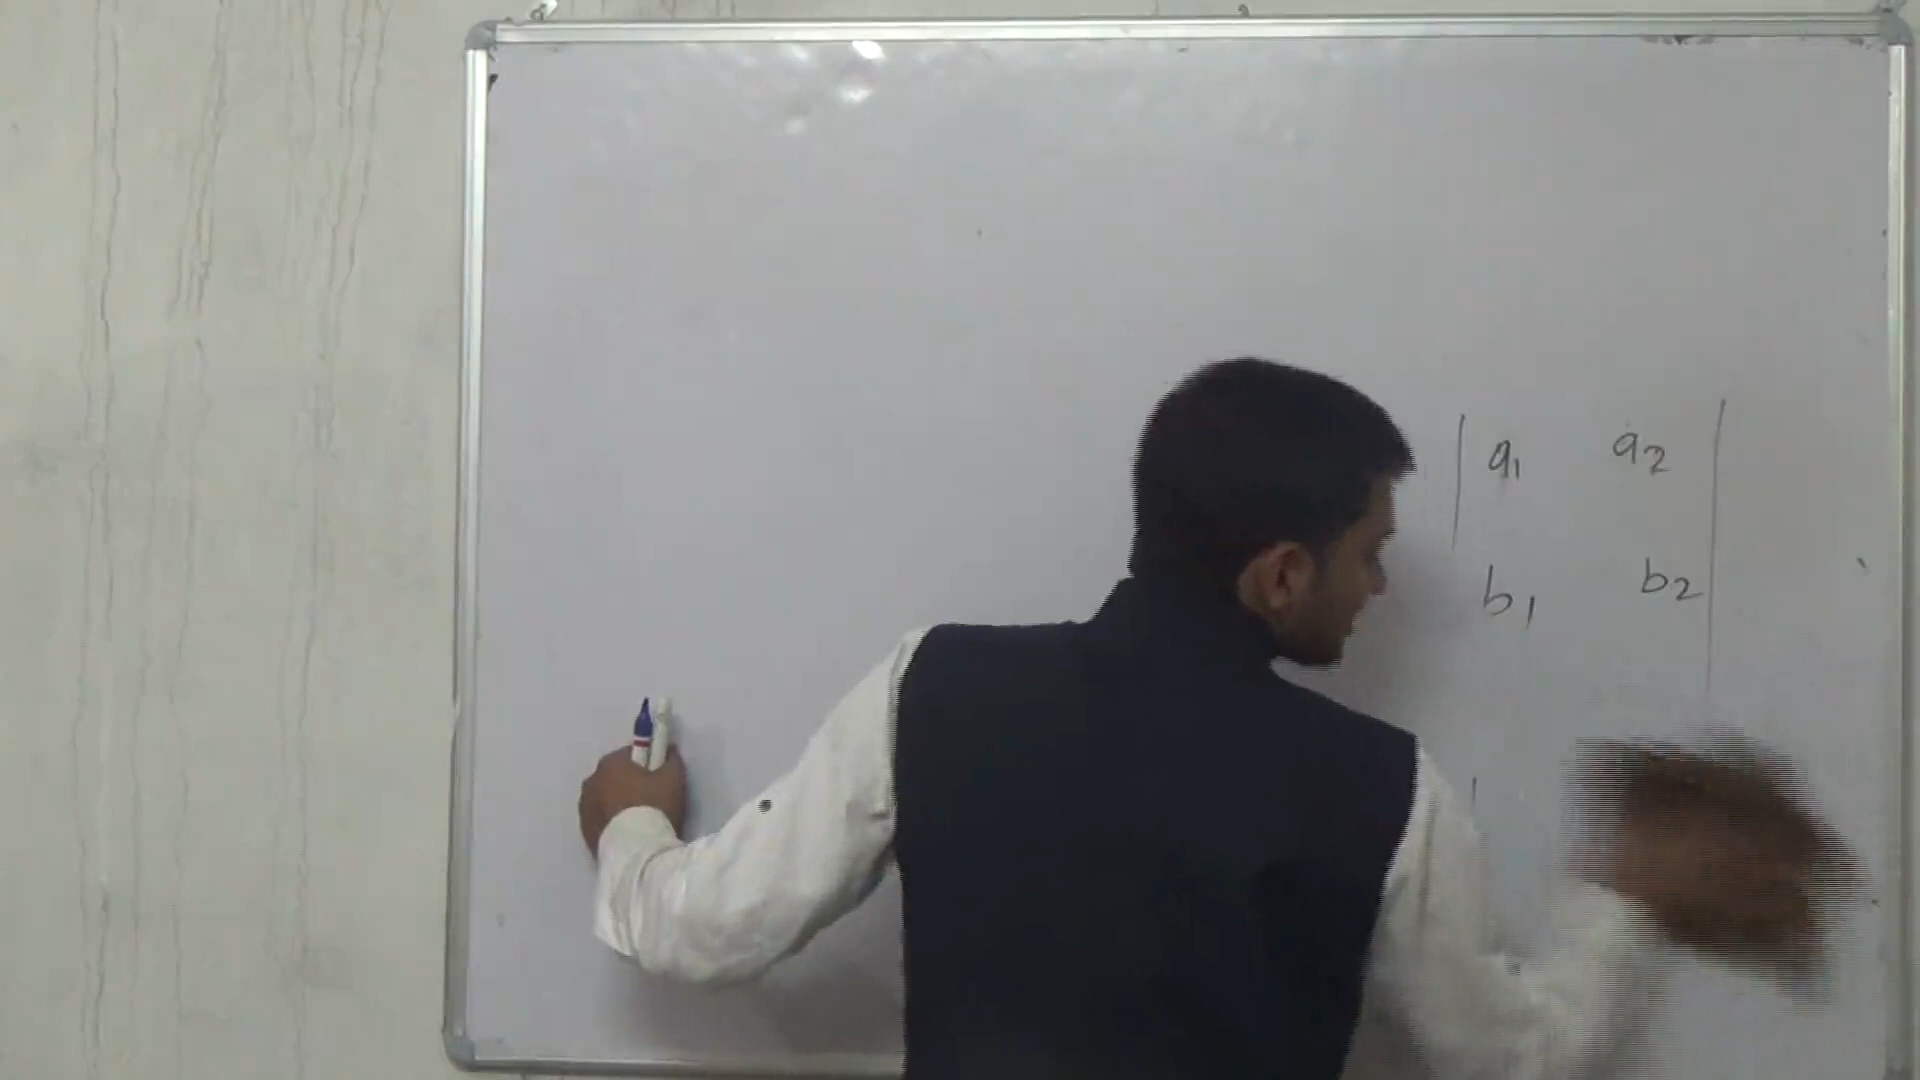 | a₁ a₂ |
b₁ b₂